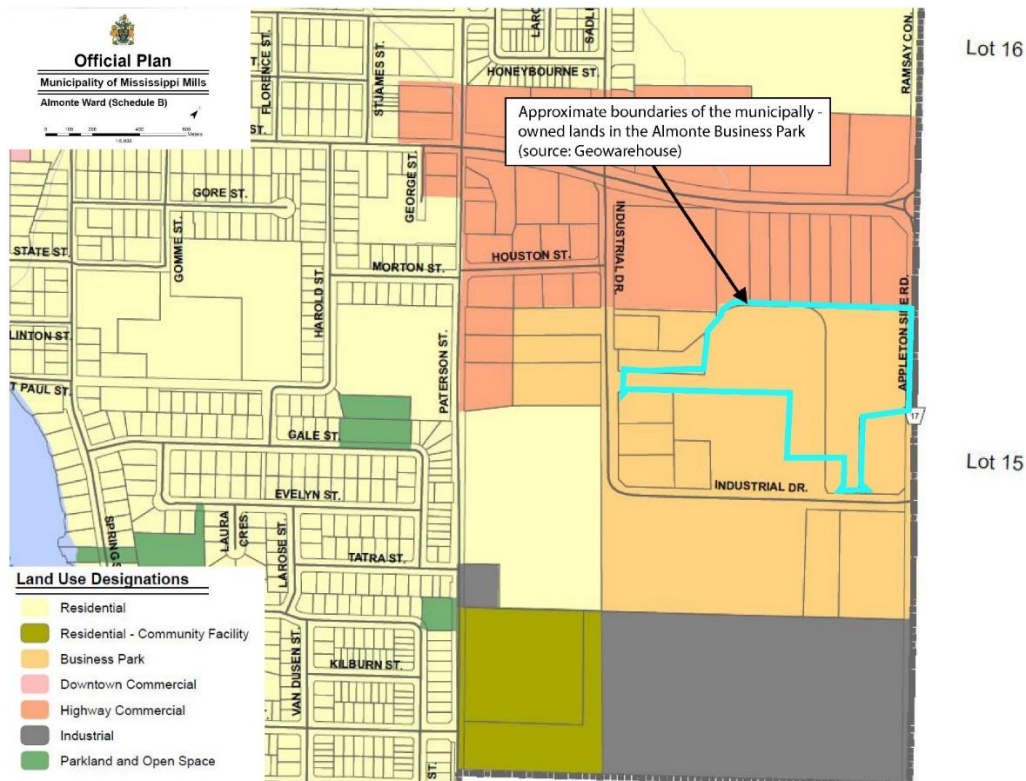 Official Plan
Municipality of Mississippi Mills
Almonte Ward (Schedule B)
Meters
Lot 16
Lot 15
Approximate boundaries of the municipally -
owned lands in the Almonte Business Park
(source: Geowarehouse)
FLORENCE ST.
ST.JAMES ST.
HONEYBOURNE ST.
RAMSAY CON.
ST.
GORE ST.
GEORGE ST.
INDUSTRIAL DR.
STATE ST.
GOMME ST.
MORTON ST.
HOUSTON ST.
HAROLD ST.
LINTON ST.
PATERSON ST.
APPLETON SIDE RD.
17
T PAUL ST.
GALE ST.
INDUSTRIAL DR.
EVELYN ST.
SPRING S
LAURA
CRES.
LAROSE ST.
TATRA ST.
VAN DUSEN ST.
KILBURN ST.
ST.
Land Use Designations
Residential
Residential - Community Facility
Business Park
Downtown Commercial
Highway Commercial
Industrial
Parkland and Open Space